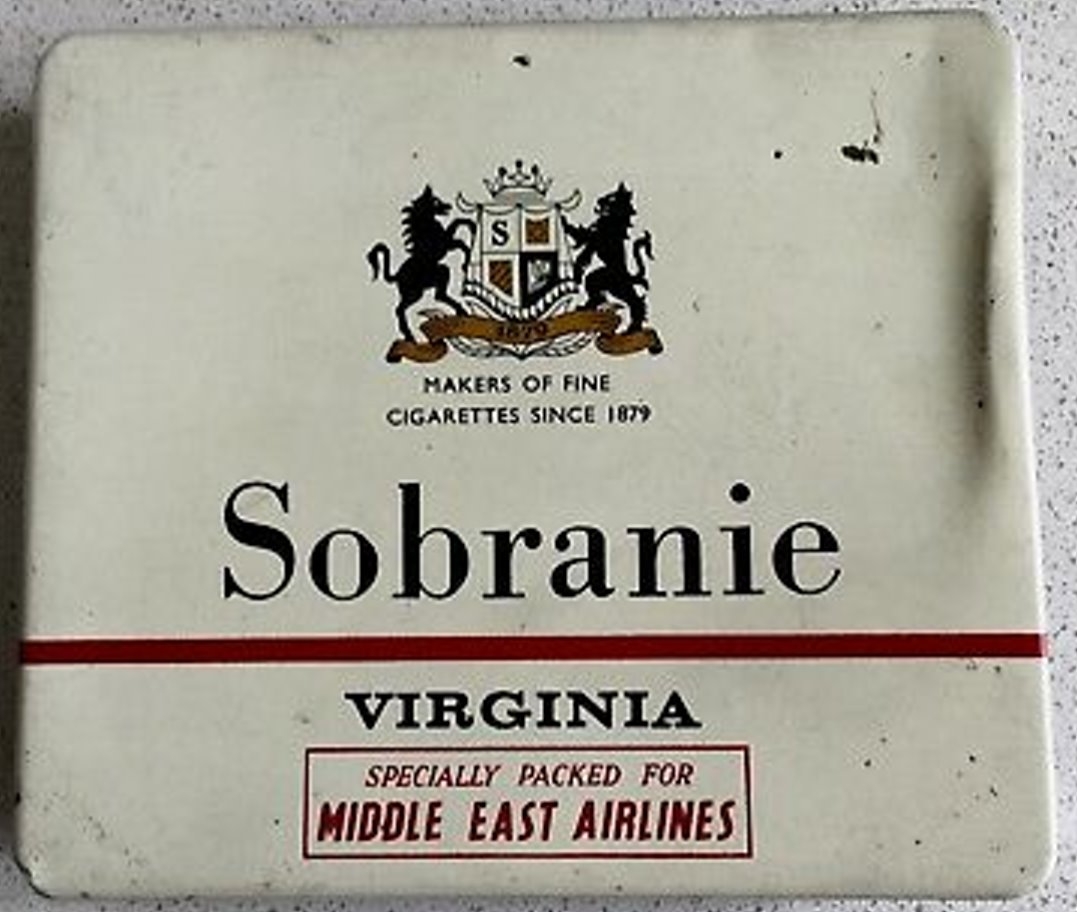 S
1879
MAKERS OF FINE
CIGARETTES SINCE 1879
Sobranie
VIRGINIA
SPECIALLY PACKED FOR
MIDDLE EAST AIRLINES